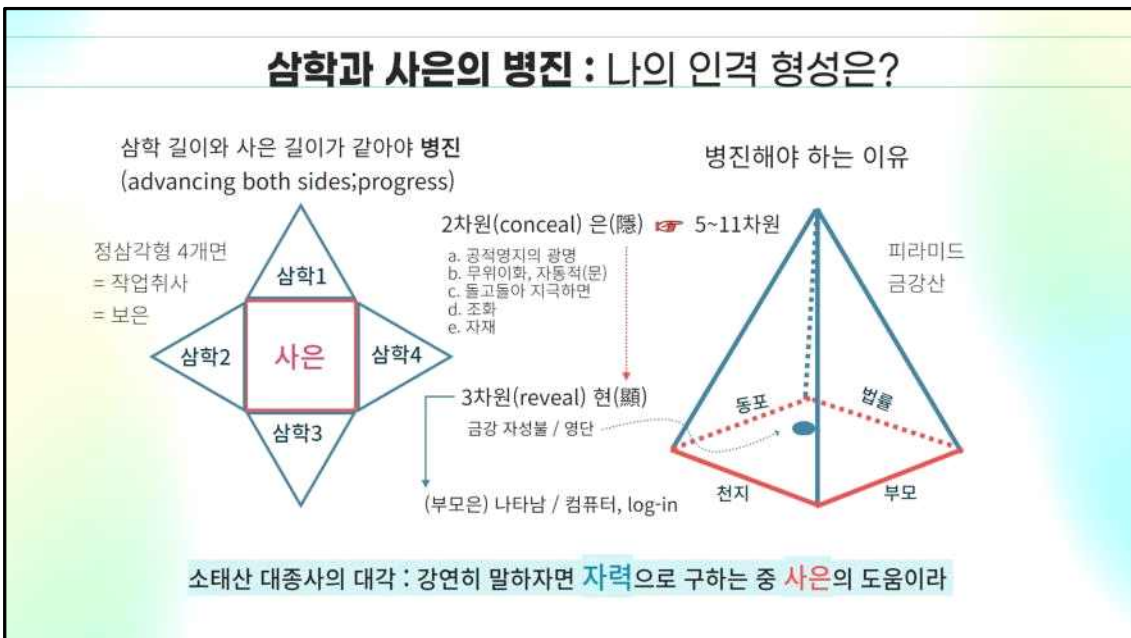 삼학과 사은의 병진 : 나의 인격 형성은?
삼학 길이와 사은 길이가 같아야 병진
(advancing both sides;progress)
정삼각형 4개면
= 작업취사
= 보은
삼학1
삼학2
사은
삼학4
삼학3
2차원(conceal) 은(隱) ☞ 5~11차원
a. 공적영지의 광명
b. 무위이화, 자동적(문)
c. 돌고돌아 지극하면
d. 조화
e. 자재
3차원(reveal) 현(顯)
금강 자성불 / 영단
(부모은) 나타남 / 컴퓨터, log-in
병진해야 하는 이유
피라미드
금강산
동포
법률
천지
부모
소태산 대종사의 대각 : 강연히 말하자면 자력으로 구하는 중 사은의 도움이라